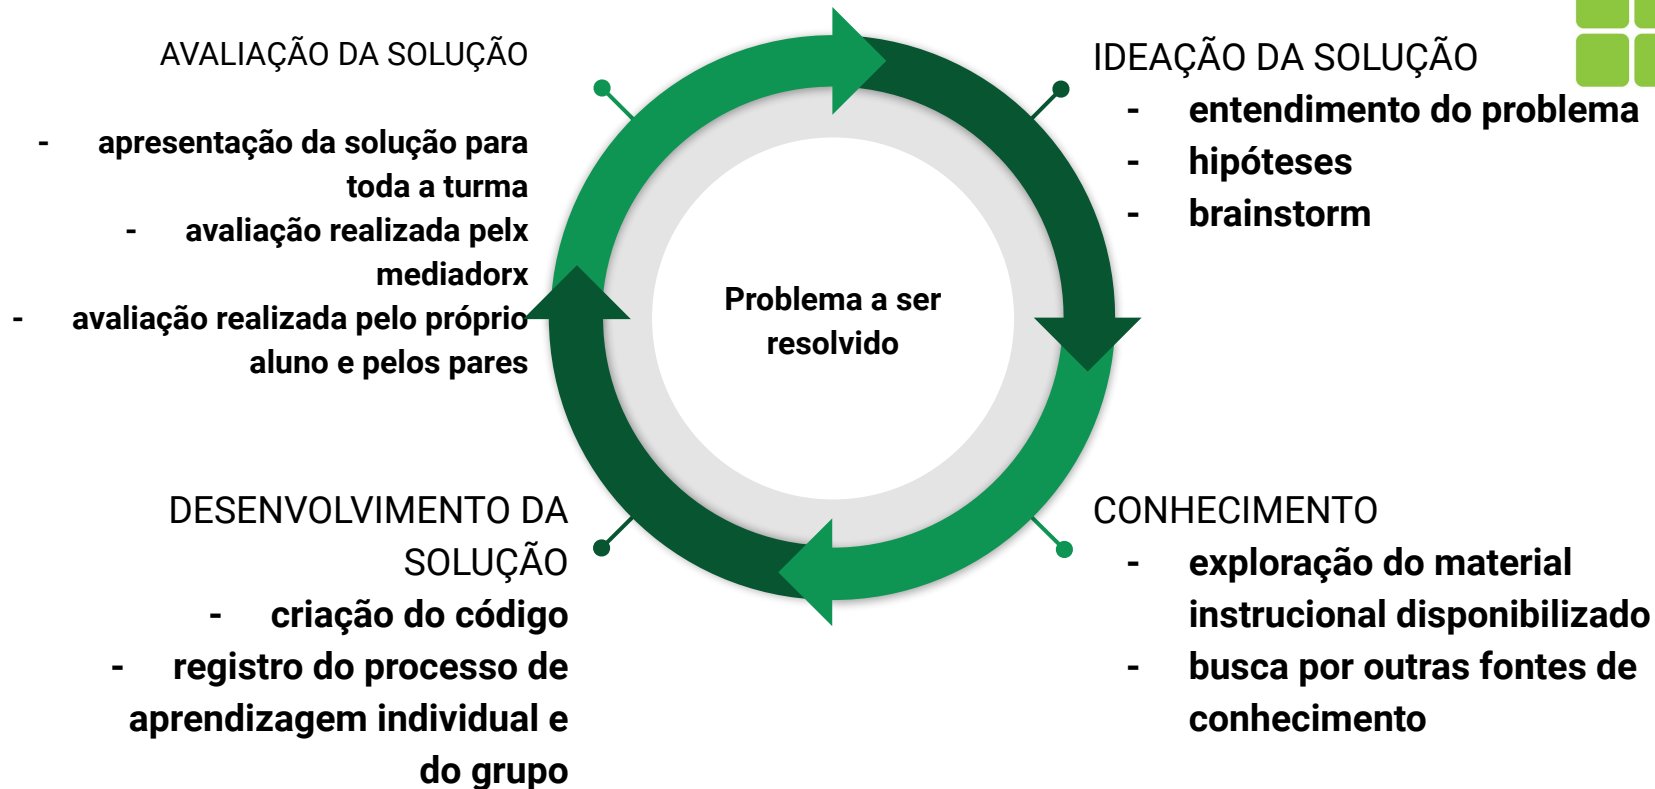 AVALIAÇÃO DA SOLUÇÃO
- apresentação da solução para
toda a turma
- avaliação realizada pelx
mediadorx
- avaliação realizada pelo próprio
aluno e pelos pares
IDEAÇÃO DA SOLUÇÃO
- entendimento do problema
- hipóteses
- brainstorm
Problema a ser
resolvido
DESENVOLVIMENTO DA
SOLUÇÃO
- criação do código
- registro do processo de
aprendizagem individual e
do grupo
CONHECIMENTO
- exploração do material
instrucional disponibilizado
- busca por outras fontes de
conhecimento